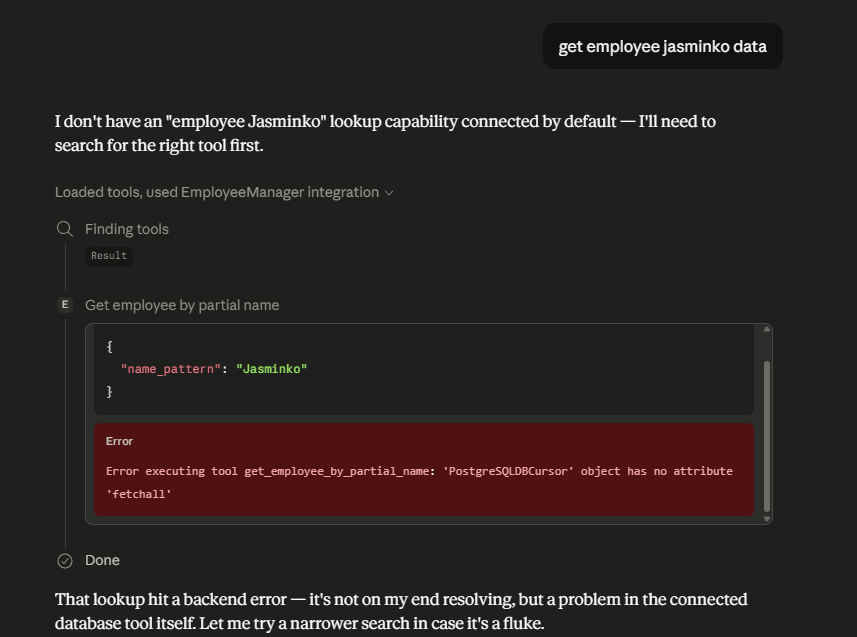 get employee jasminko data
I don't have an "employee Jasminko" lookup capability connected by default — I'll need to
search for the right tool first.
Loaded tools, used EmployeeManager integration
Finding tools
Result
E
Get employee by partial name
{
"name_pattern": "Jasminko"
}
Error
Error executing tool get_employee_by_partial_name: 'PostgreSQLDBCursor' object has no attribute
'fetchall'
Done
That lookup hit a backend error — it's not on my end resolving, but a problem in the connected
database tool itself. Let me try a narrower search in case it's a fluke.